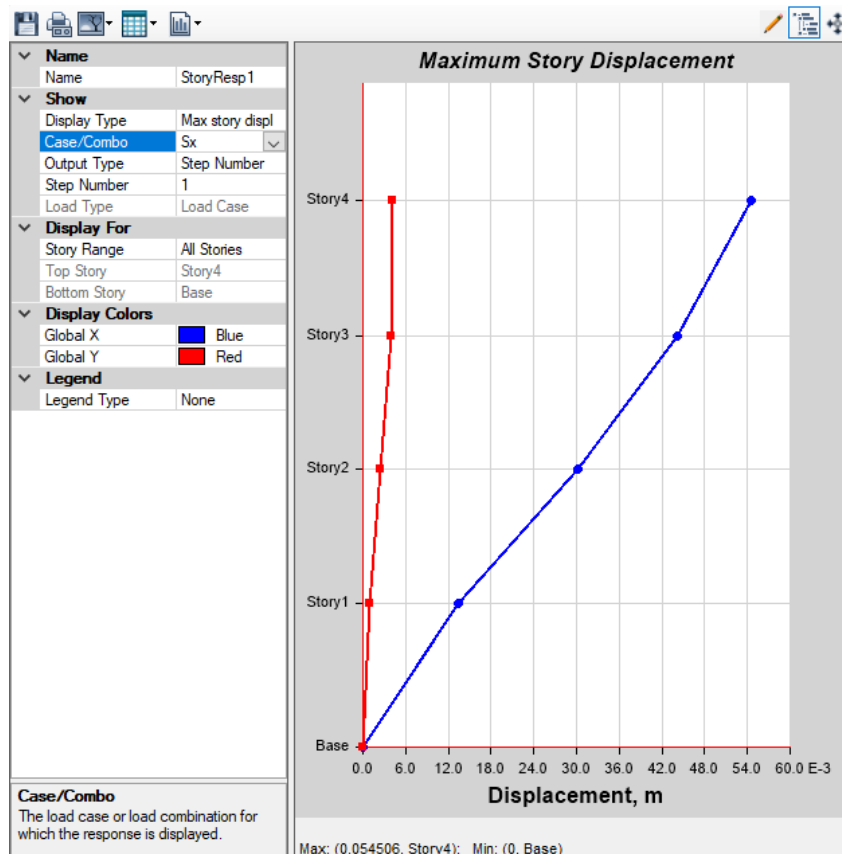 Name
Name StoryResp1
Show
Display Type Max story displ
Case/Combo Sx
Output Type Step Number
Step Number 1
Load Type Load Case
Display For
Story Range All Stories
Top Story Story4
Bottom Story Base
Display Colors
Global X Blue
Global Y Red
Legend
Legend Type None
Case/Combo
The load case or load combination for
which the response is displayed.
Maximum Story Displacement
Story4
Story3
Story2
Story1
Base
0.0 6.0 12.0 18.0 24.0 30.0 36.0 42.0 48.0 54.0 60.0 E-3
Displacement, m
Max: (0.054506, Story4); Min: (0, Base)